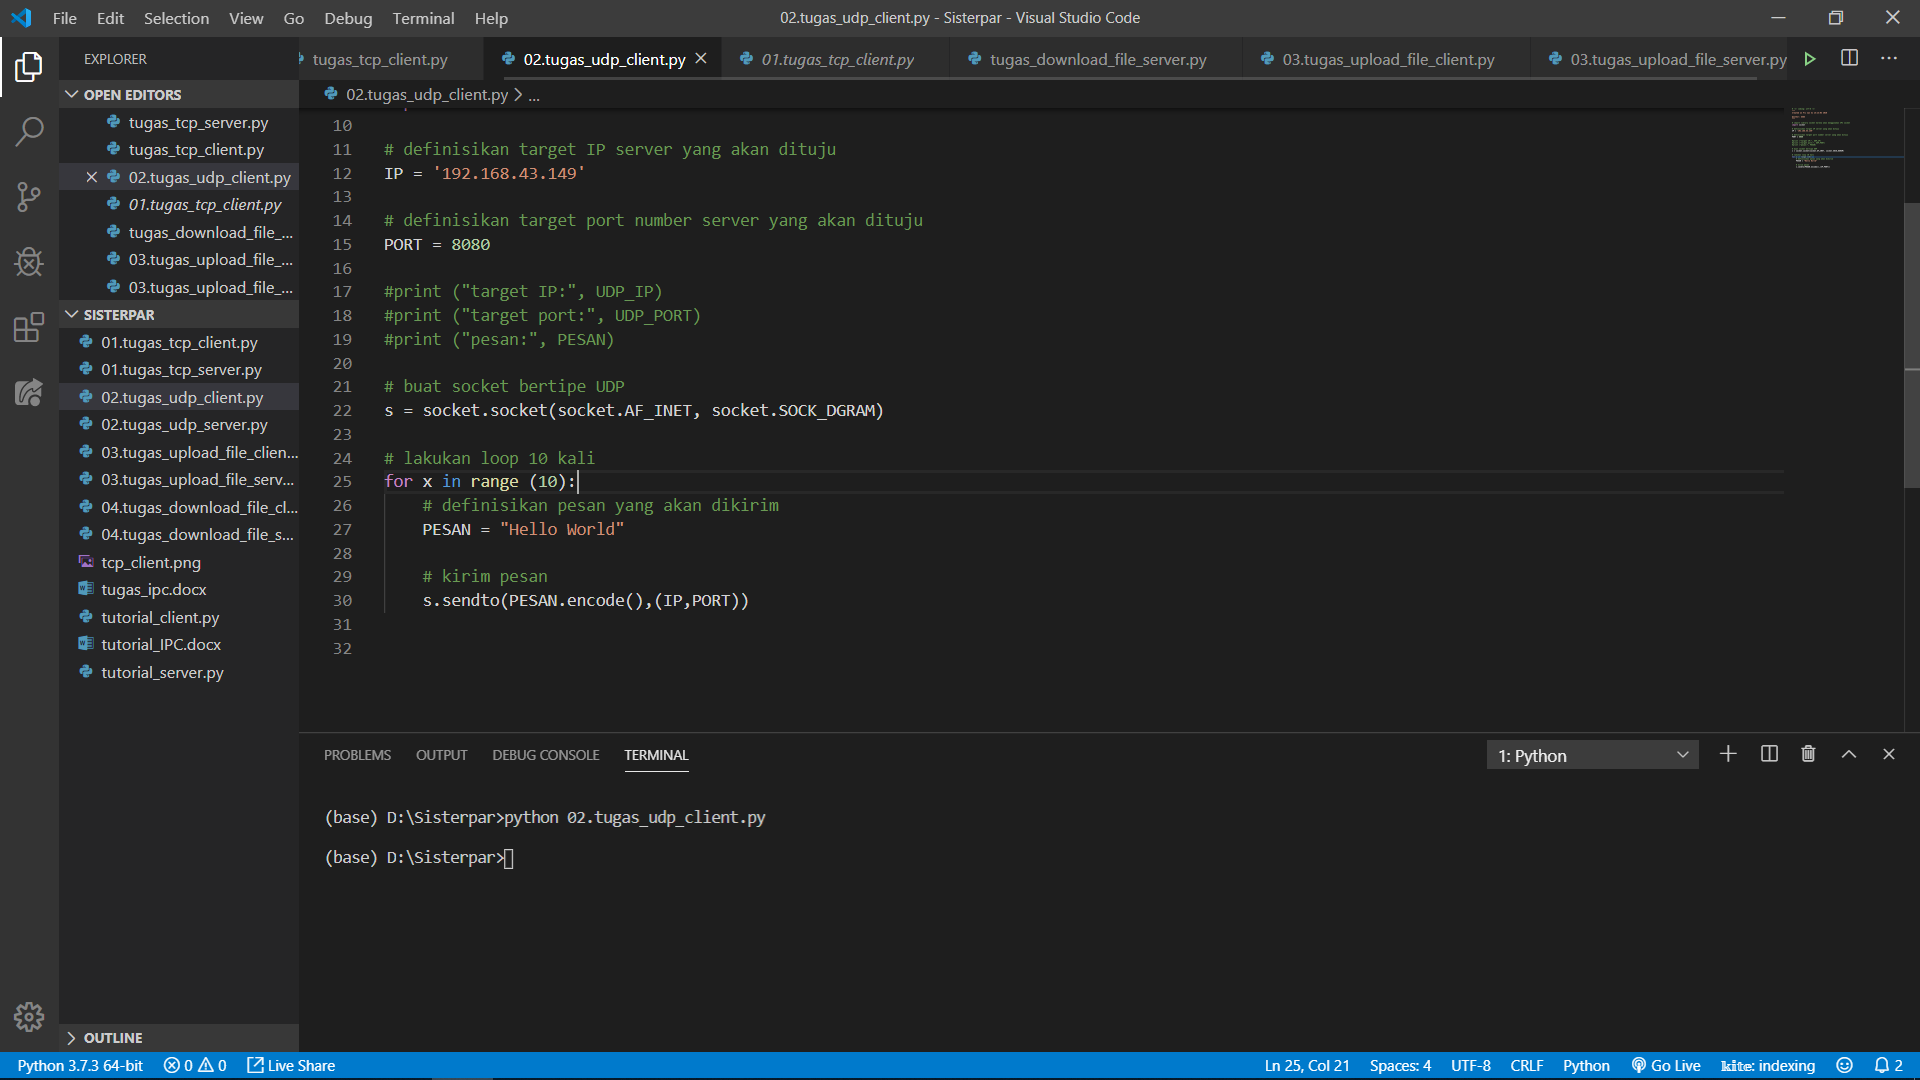 File Edit Selection View Go Debug Terminal Help
02.tugas_udp_client.py - Sisterpar - Visual Studio Code
EXPLORER
OPEN EDITORS
tugas_tcp_server.py
tugas_tcp_client.py
02.tugas_udp_client.py
01.tugas_tcp_client.py
tugas_download_file_...
03.tugas_upload_file_...
03.tugas_upload_file_...
SISTERPAR
01.tugas_tcp_client.py
01.tugas_tcp_server.py
02.tugas_udp_client.py
02.tugas_udp_server.py
03.tugas_upload_file_clien...
03.tugas_upload_file_serv...
04.tugas_download_file_cl...
04.tugas_download_file_s...
tcp_client.png
tugas_ipc.docx
tutorial_client.py
tutorial_IPC.docx
tutorial_server.py
OUTLINE
tugas_tcp_client.py 02.tugas_udp_client.py 01.tugas_tcp_client.py tugas_download_file_server.py 03.tugas_upload_file_client.py 03.tugas_upload_file_server.py
02.tugas_udp_client.py > ...
10
11 # definisikan target IP server yang akan dituju
12 IP = '192.168.43.149'
13
14 # definisikan target port number server yang akan dituju
15 PORT = 8080
16
17 #print ("target IP:", UDP_IP)
18 #print ("target port:", UDP_PORT)
19 #print ("pesan:", PESAN)
20
21 # buat socket bertipe UDP
22 s = socket.socket(socket.AF_INET, socket.SOCK_DGRAM)
23
24 # lakukan loop 10 kali
25 for x in range (10):
26 # definisikan pesan yang akan dikirim
27 PESAN = "Hello World"
28
29 # kirim pesan
30 s.sendto(PESAN.encode(),(IP,PORT))
31
32
PROBLEMS OUTPUT DEBUG CONSOLE TERMINAL
1: Python
(base) D:\Sisterpar>python 02.tugas_udp_client.py
(base) D:\Sisterpar>
Python 3.7.3 64-bit 0 0 Live Share
Ln 25, Col 21 Spaces: 4 UTF-8 CRLF Python Go Live kite: indexing 2